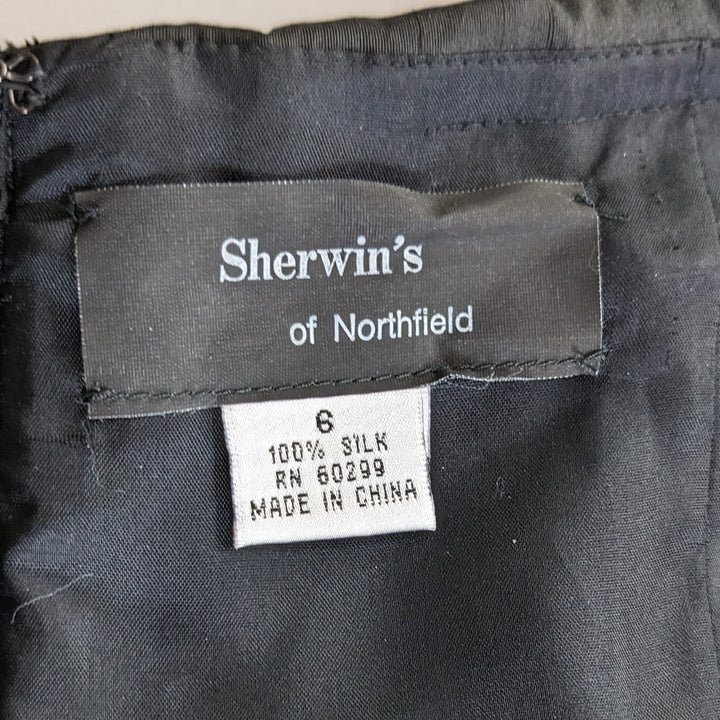 Sherwin's
of Northfield
6
100% SILK
RN 60299
MADE IN CHINA